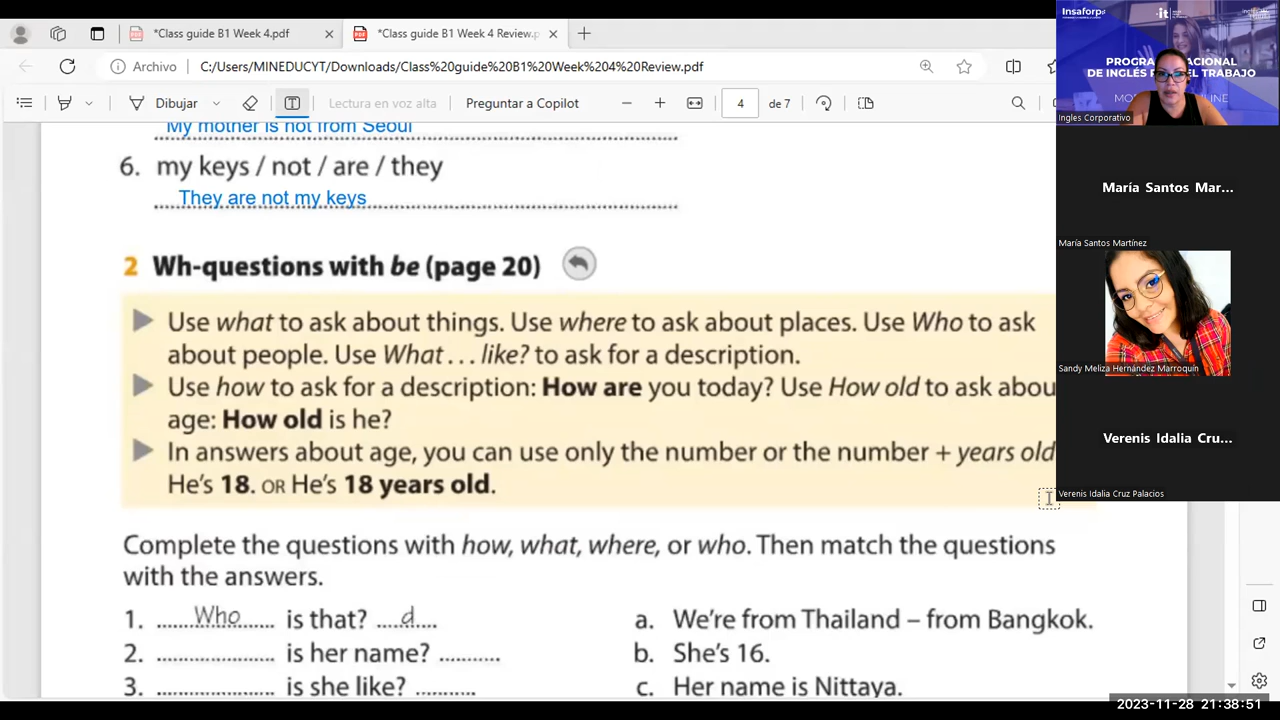 *Class guide B1 Week 4.pdf
*Class guide B1 Week 4 Review.pdf
Archivo
C:/Users/MINEDUCYT/Downloads/Class%20guide%20B1%20Week%204%20Review.pdf
Dibujar
Lectura en voz alta
Preguntar a Copilot
4
de 7
My mother is not from Seoul
6. my keys / not / are / they
They are not my keys
2 Wh-questions with be (page 20)
Use what to ask about things. Use where to ask about places. Use Who to ask
about people. Use What . . . like? to ask for a description.
Use how to ask for a description: How are you today? Use How old to ask abou
age: How old is he?
In answers about age, you can use only the number or the number + years old
He's 18. OR He's 18 years old.
Complete the questions with how, what, where, or who. Then match the questions
with the answers.
1. Who is that? d
2. is her name?
3. is she like?
a. We're from Thailand – from Bangkok.
b. She's 16.
c. Her name is Nittaya.
Insaforp
it
PROGRAMA NACIONAL
DE INGLÉS P EL TRABAJO
Ingles Corporativo
María Santos Mar...
María Santos Martínez
Sandy Meliza Hernández Marroquín
Verenis Idalia Cru...
Verenis Idalia Cruz Palacios
2023-11-28 21:38:51